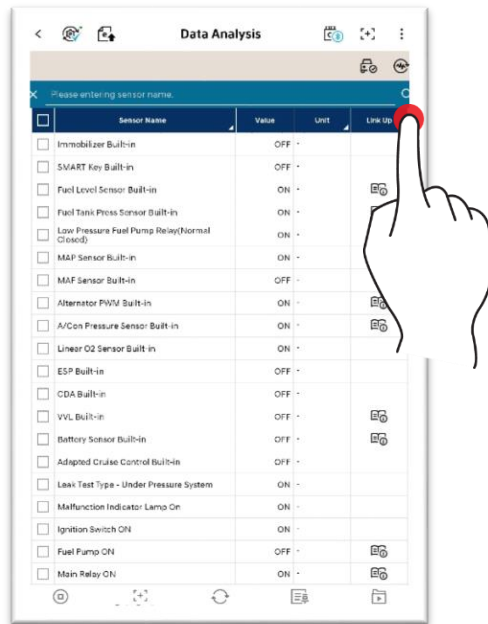 Data Analysis
Please entering sensor name.
Sensor Name Value Unit Link Up
Immobilizer Built-in OFF -
SMART Key Built-in OFF -
Fuel Level Sensor Built-in ON -
Fuel Tank Press Sensor Built-in ON -
Low Pressure Fuel Pump Relay(Normal
Closed) ON -
MAP Sensor Built-in ON -
MAF Sensor Built-in OFF -
Alternator PWM Built-in ON -
A/Con Pressure Sensor Built-in ON -
Linear O2 Sensor Built-in ON -
ESP Built-in OFF -
CDA Built-in OFF -
VVL Built-in OFF -
Battery Sensor Built-in OFF -
Adapted Cruise Control Built-in OFF -
Leak Test Type - Under Pressure System ON -
Malfunction Indicator Lamp On ON -
Ignition Switch ON ON -
Fuel Pump ON OFF -
Main Relay ON ON -